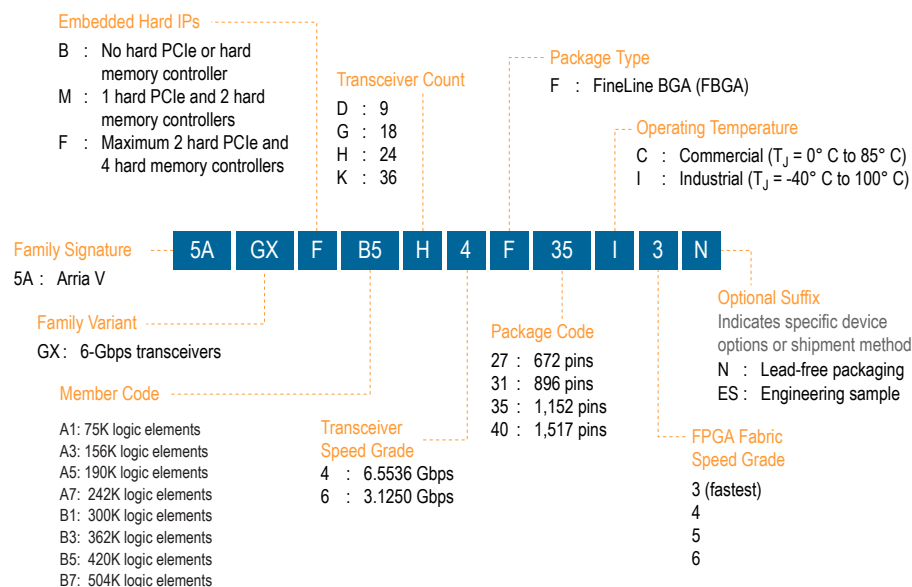 Embedded Hard IPs
B : No hard PCIe or hard
memory controller
M : 1 hard PCIe and 2 hard
memory controllers
F : Maximum 2 hard PCIe and
4 hard memory controllers
Transceiver Count
D : 9
G : 18
H : 24
K : 36
Package Type
F : FineLine BGA (FBGA)
Operating Temperature
C : Commercial (TJ = 0° C to 85° C)
I : Industrial (TJ = -40° C to 100° C)
5A GX F B5 H 4 F 35 I 3 N
Family Signature
5A : Arria V
Family Variant
GX : 6-Gbps transceivers
Member Code
A1: 75K logic elements
A3: 156K logic elements
A5: 190K logic elements
A7: 242K logic elements
B1: 300K logic elements
B3: 362K logic elements
B5: 420K logic elements
B7: 504K logic elements
Transceiver
Speed Grade
4 : 6.5536 Gbps
6 : 3.1250 Gbps
Package Code
27 : 672 pins
31 : 896 pins
35 : 1,152 pins
40 : 1,517 pins
FPGA Fabric
Speed Grade
3 (fastest)
4
5
6
Optional Suffix
Indicates specific device
options or shipment method
N : Lead-free packaging
ES : Engineering sample